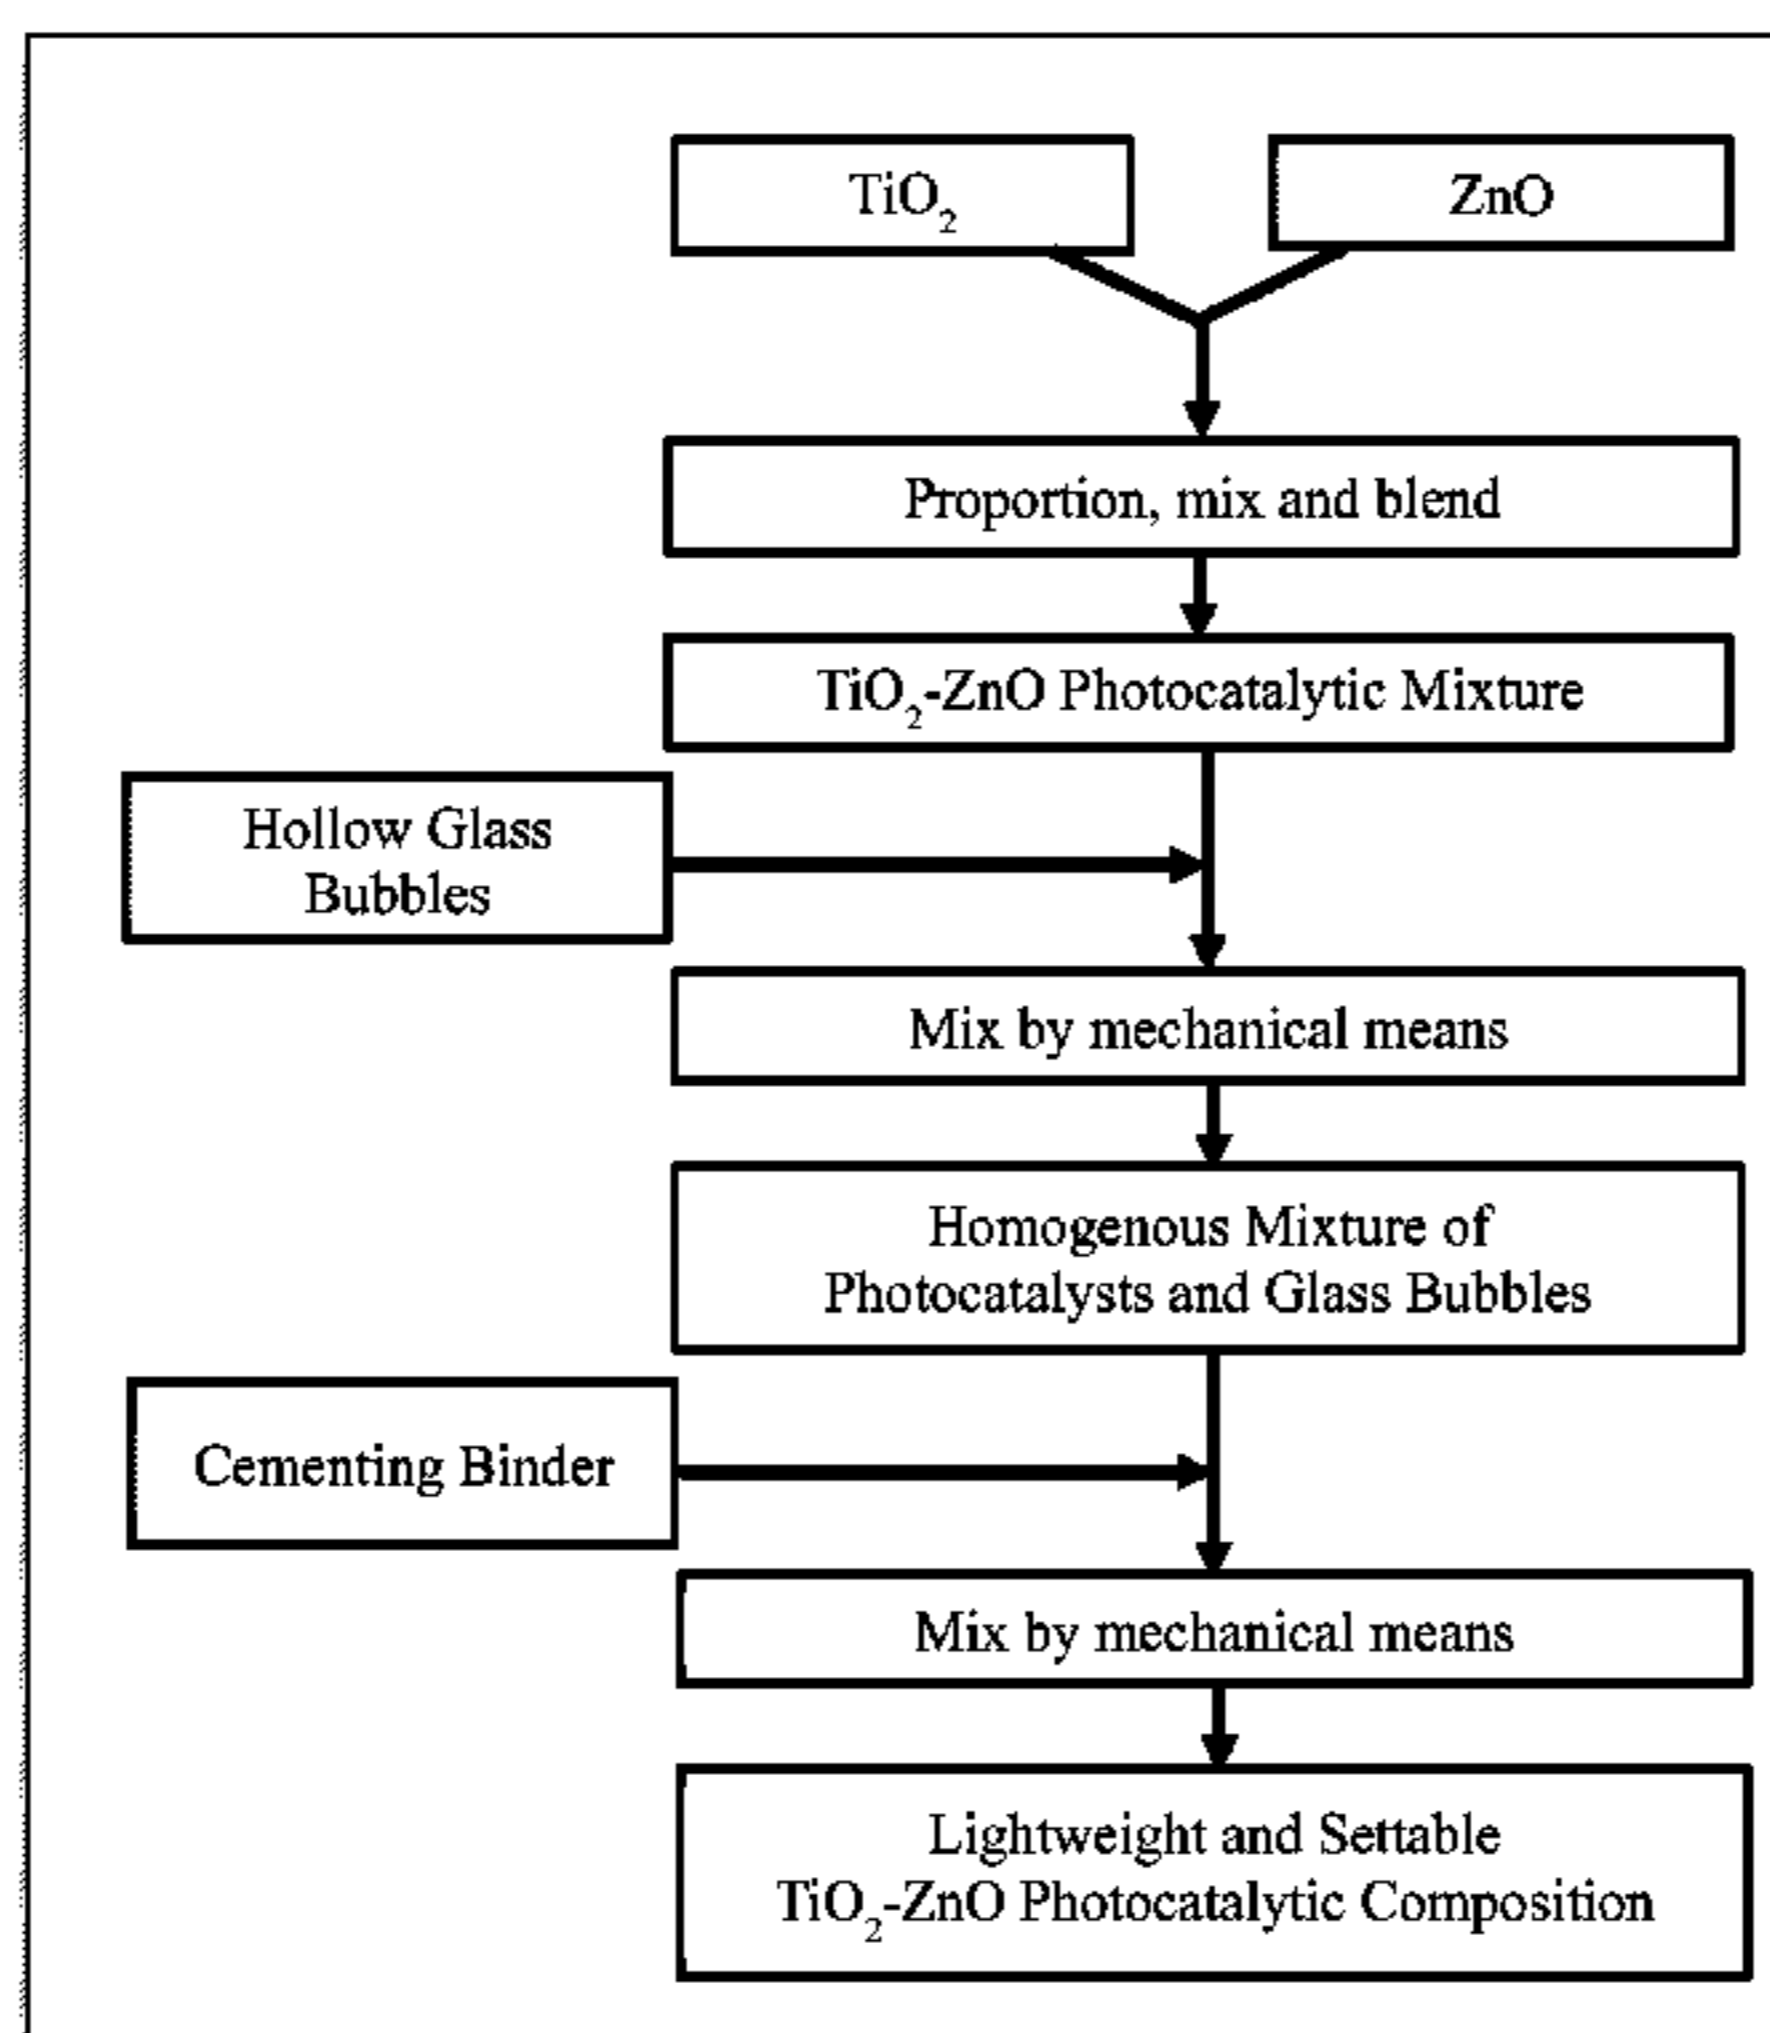 TiO₂
ZnO
Proportion, mix and blend
TiO₂-ZnO Photocatalytic Mixture
Hollow Glass
Bubbles
Mix by mechanical means
Homogenous Mixture of
Photocatalysts and Glass Bubbles
Cementing Binder
Mix by mechanical means
Lightweight and Settable
TiO₂-ZnO Photocatalytic Composition